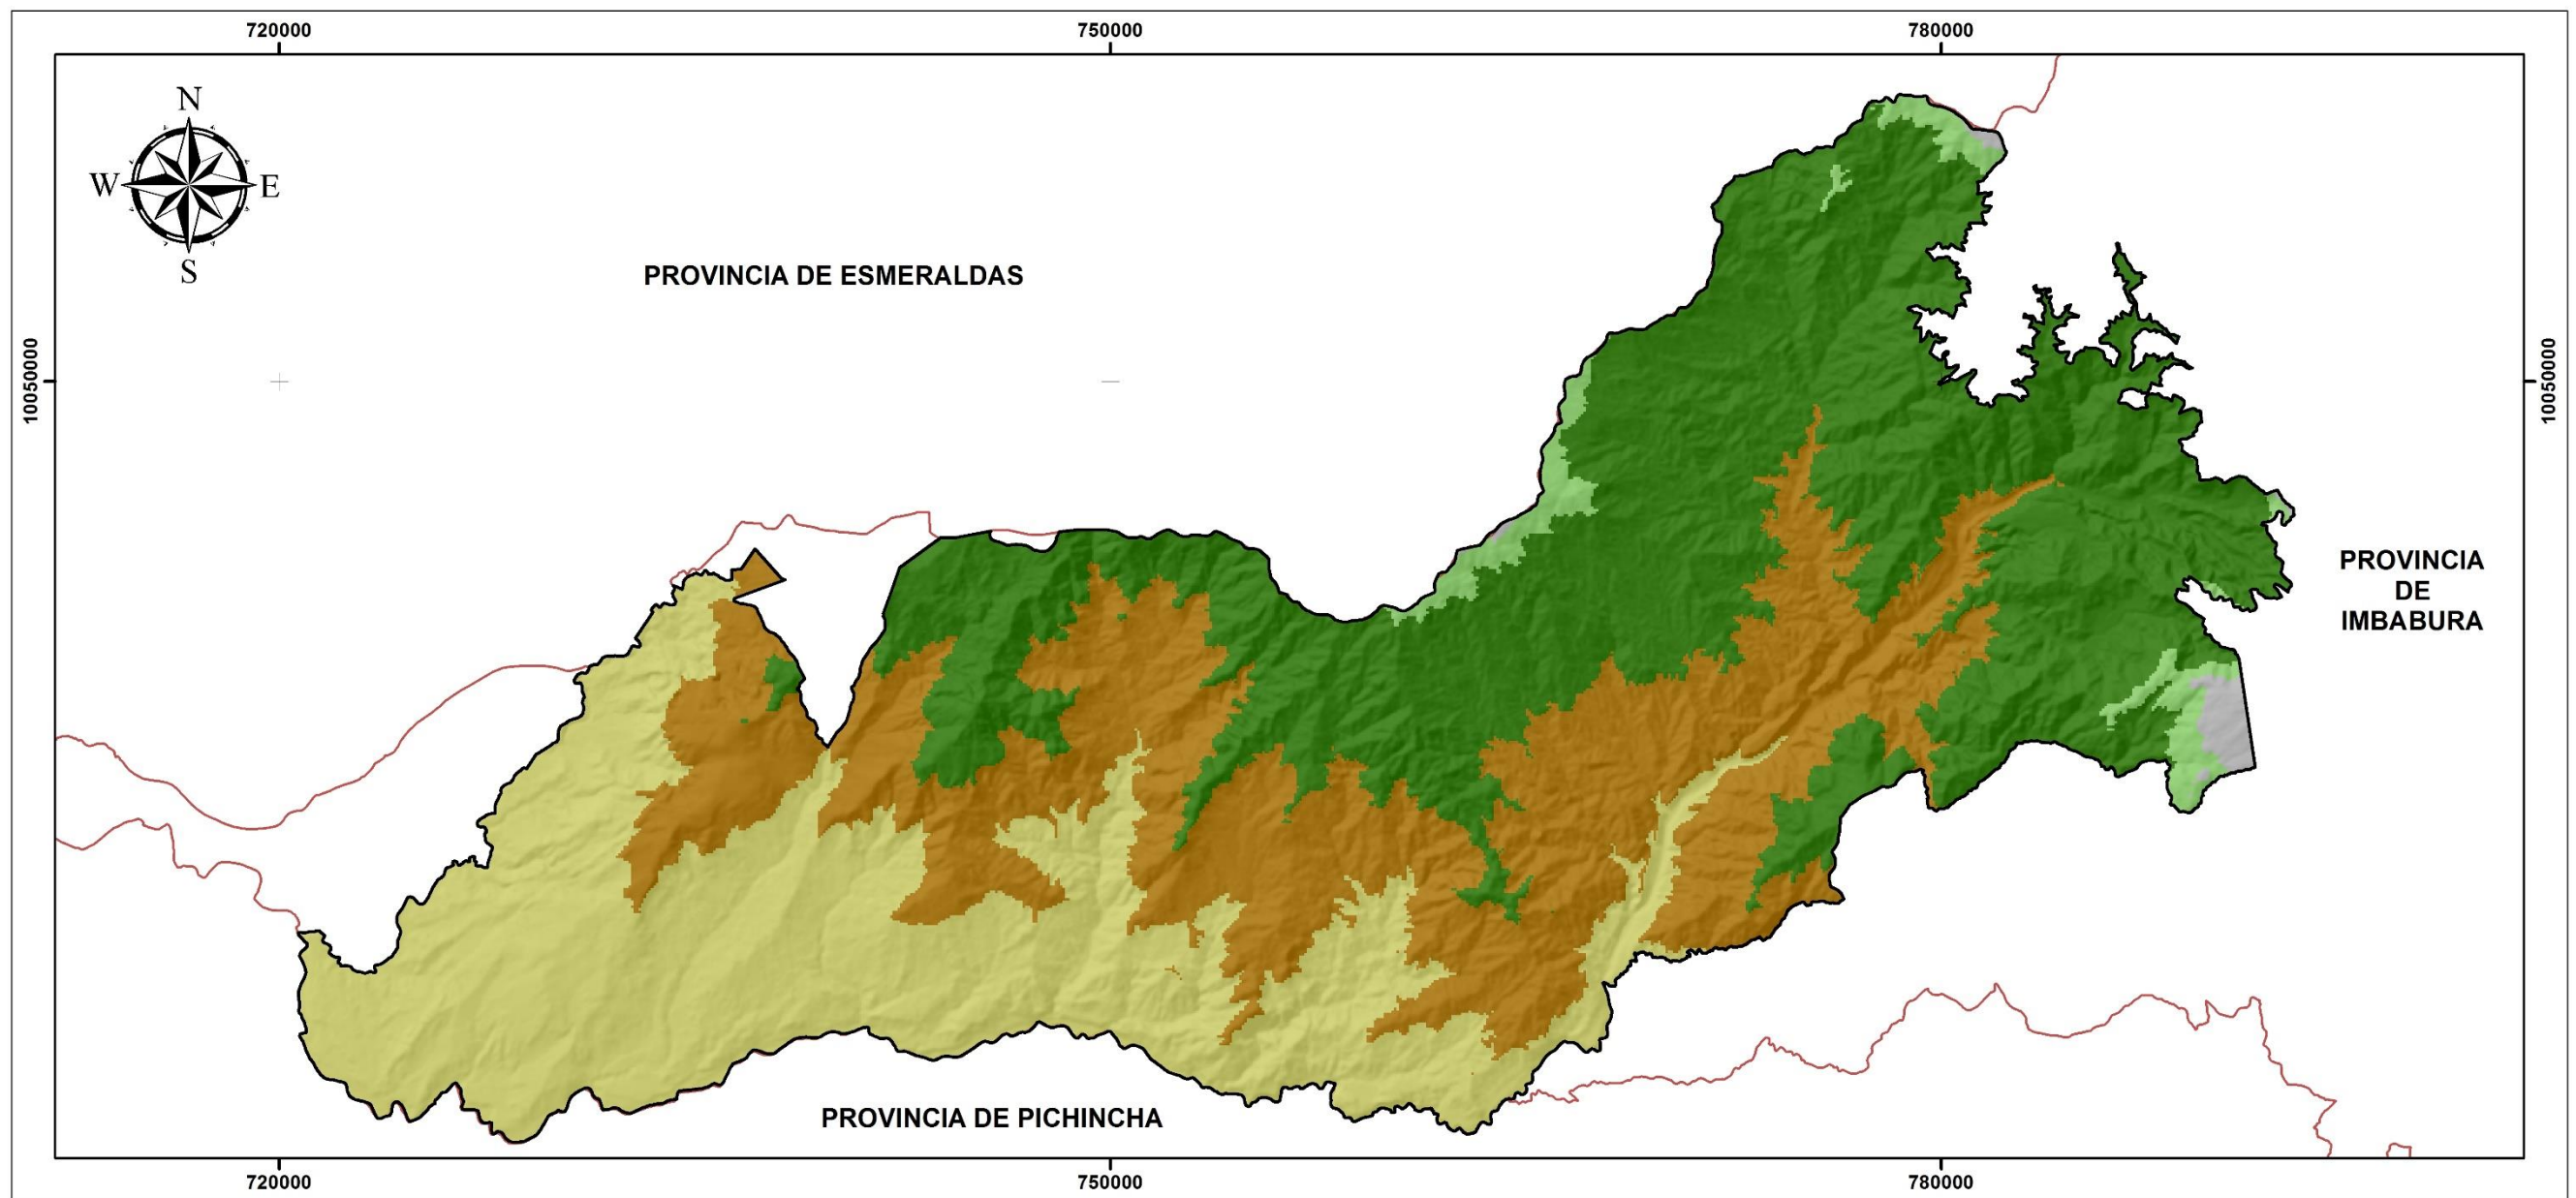 720000
750000
780000
N
W
E
S
PROVINCIA DE ESMERALDAS
10050000
10050000
PROVINCIA
DE
IMBABURA
PROVINCIA DE PICHINCHA
720000
750000
780000